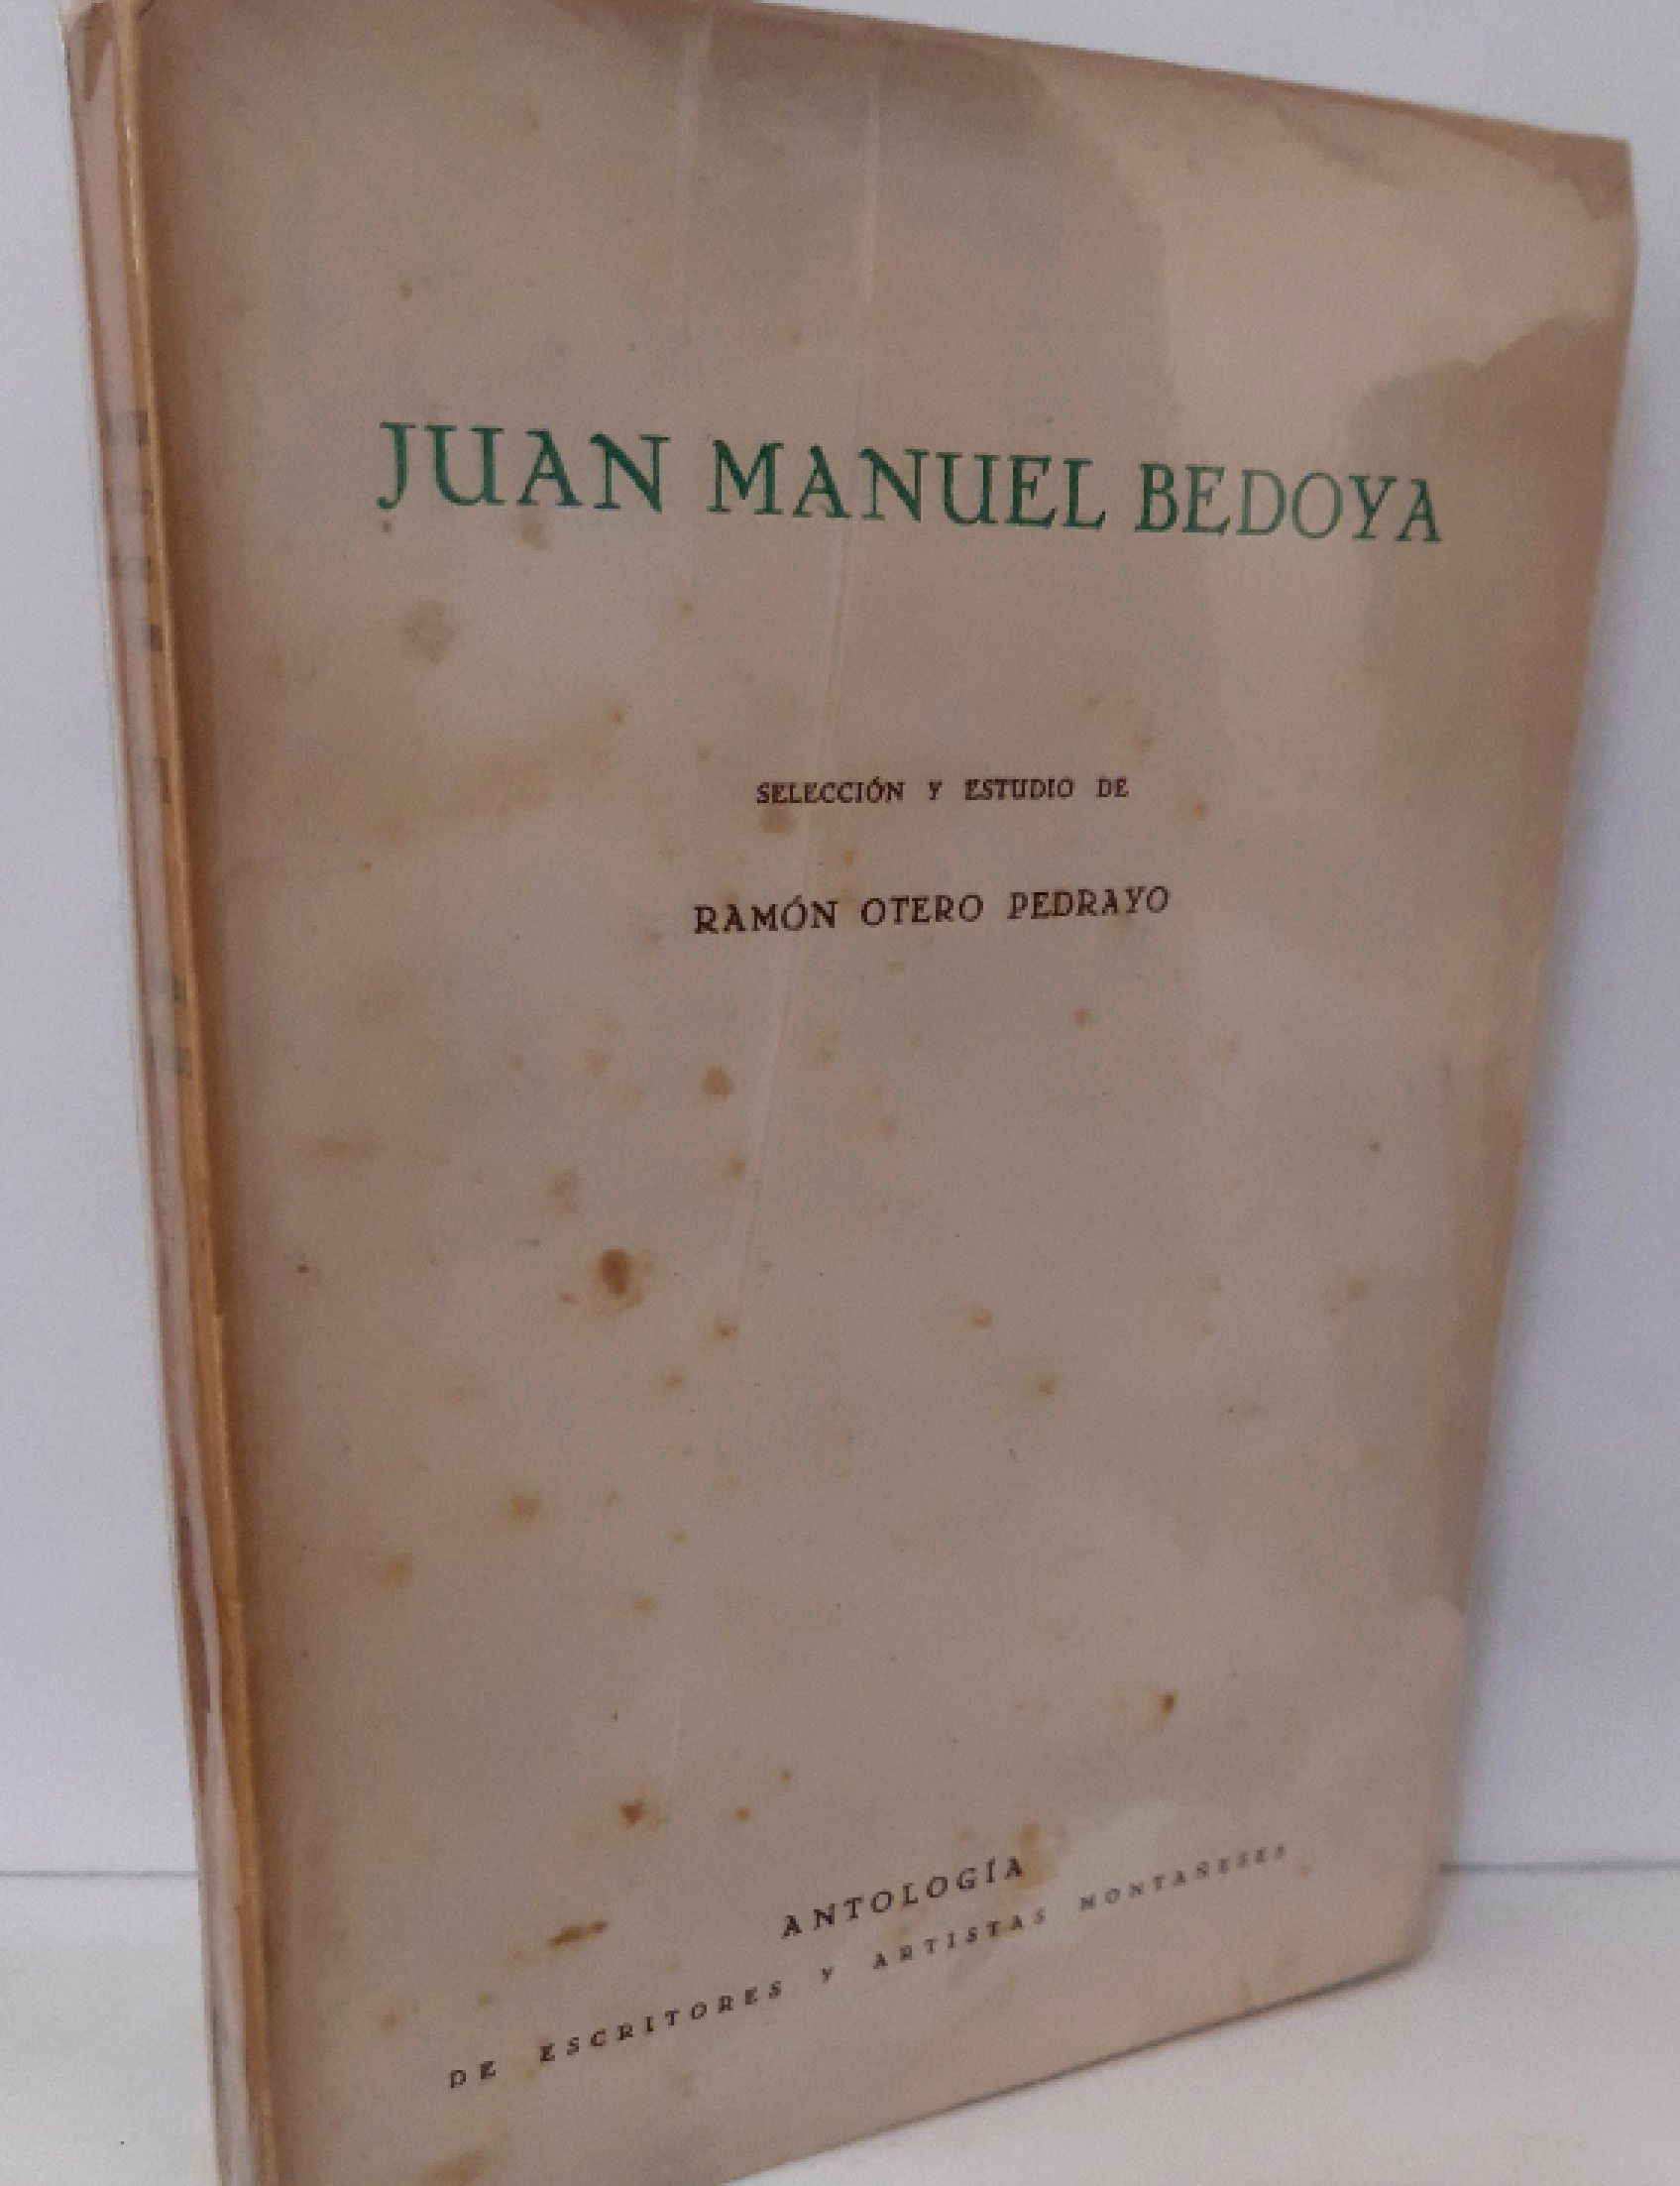 JUAN MANUEL BEDOYA
SELECCIÓN Y ESTUDIO DE
RAMÓN OTERO PEDRAYO
ANTOLOGÍA
DE ESCRITORES Y ARTISTAS MONTAÑESES